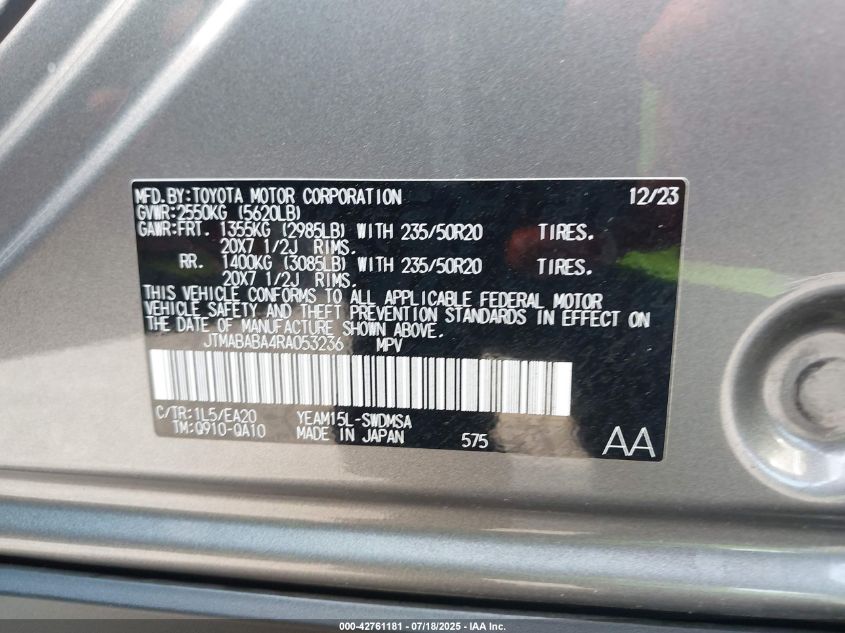 MFD.BY:TOYOTA MOTOR CORPORATION 12/23
GVWR:2550KG (5620LB)
GAWR:FRT. 1355KG (2985LB) WITH 235/50R20 TIRES.
20X7 1/2J RIMS.
RR. 1400KG (3085LB) WITH 235/50R20 TIRES.
20X7 1/2J RIMS.
THIS VEHICLE CONFORMS TO ALL APPLICABLE FEDERAL MOTOR
VEHICLE SAFETY AND THEFT PREVENTION STANDARDS IN EFFECT ON
THE DATE OF MANUFACTURE SHOWN ABOVE.
JTMABABA4RA053236 MPV
C/TR:1L5/EA20 YEAM15L-SWDMSA
TM:Q910-QA10 MADE IN JAPAN 575 AA
000-42761181 - 07/18/2025 - IAA Inc.